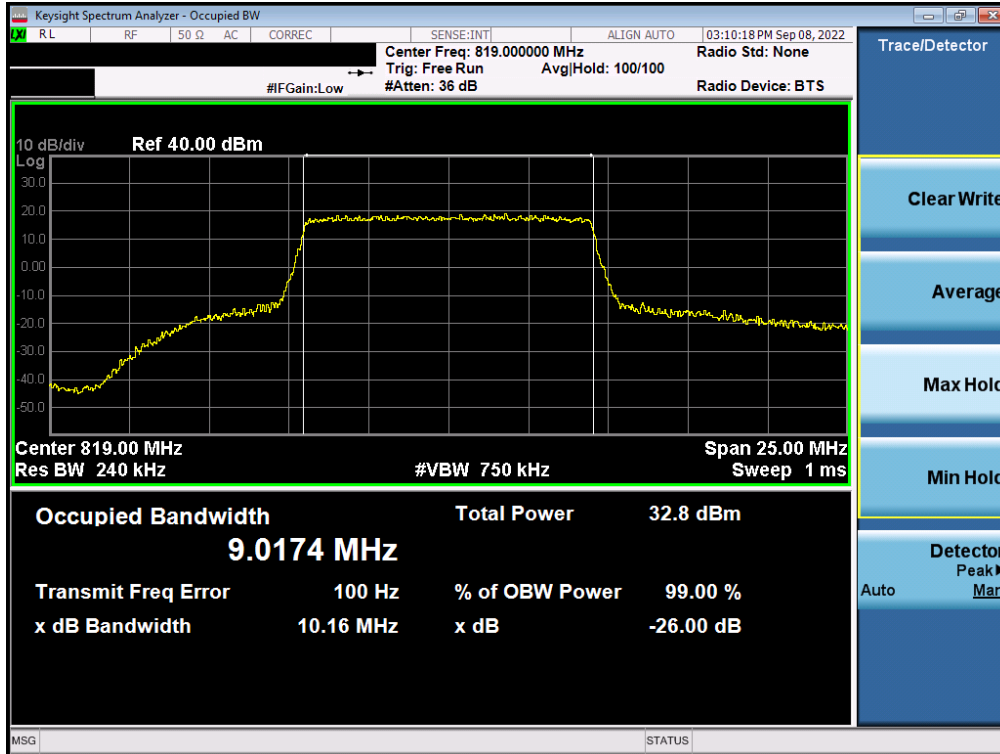 Keysight Spectrum Analyzer - Occupied BW
LXI RL RF 50 Ω AC CORREC SENSE:INT ALIGN AUTO 03:10:18 PM Sep 08, 2022
Center Freq: 819.000000 MHz Radio Std: None
Trig: Free Run Avg|Hold: 100/100
#IFGain:Low #Atten: 36 dB Radio Device: BTS
Trace/Detector
10 dB/div Ref 40.00 dBm
Log
30.0
20.0
10.0
0.00
-10.0
-20.0
-30.0
-40.0
-50.0
Center 819.00 MHz Span 25.00 MHz
Res BW 240 kHz #VBW 750 kHz Sweep 1 ms
Occupied Bandwidth Total Power 32.8 dBm
9.0174 MHz
Transmit Freq Error 100 Hz % of OBW Power 99.00 %
x dB Bandwidth 10.16 MHz x dB -26.00 dB
Clear Write
Average
Max Hold
Min Hold
Detector
Peak
Auto Man
MSG STATUS